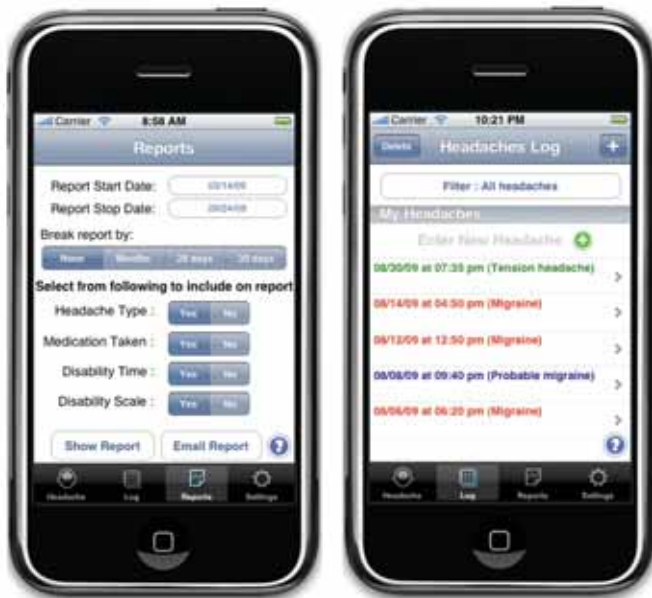 Carrier 8:58 AM
Reports
Report Start Date:
Report Stop Date:
Break report by:
None Months 28 days 30 days
Select from following to include on report
Headache Type : Yes No
Medication Taken : Yes No
Disability Time : Yes No
Disability Scale : Yes No
Show Report Email Report ?
Headache Log Reports Settings
Carrier 10:21 PM
Delete Headaches Log +
Filter : All headaches
My Headaches
Enter New Headache
08/30/09 at 07:35 pm (Tension headache)
08/14/09 at 04:50 pm (Migraine)
08/12/09 at 12:50 pm (Migraine)
08/08/09 at 09:40 pm (Probable migraine)
08/06/09 at 06:20 pm (Migraine)
?
Headache Log Reports Settings